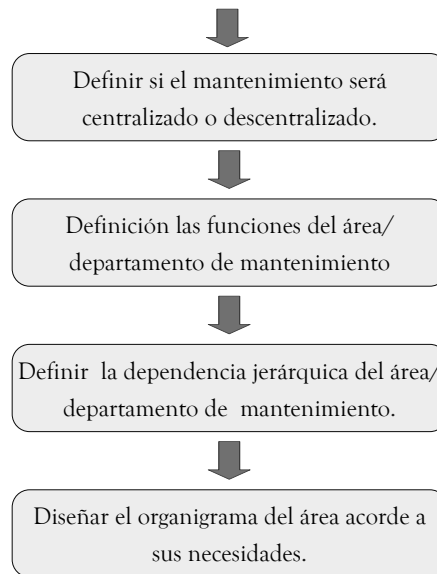 Definir si el mantenimiento será
centralizado o descentralizado.
Definición las funciones del área/
departamento de mantenimiento
Definir la dependencia jerárquica del área/
departamento de mantenimiento.
Diseñar el organigrama del área acorde a
sus necesidades.